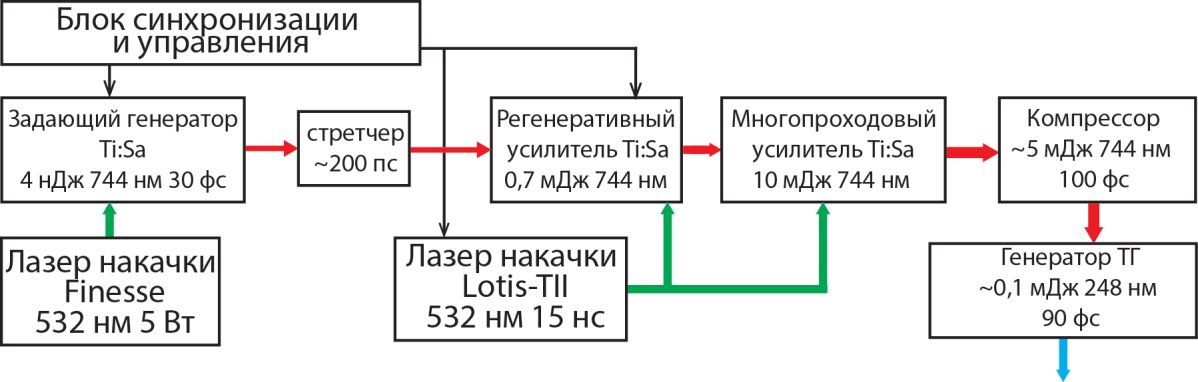 Блок синхронизации
и управления
Задающий генератор
Ti:Sa
4 нДж 744 нм 30 фс
стретчер
~200 пс
Регенеративный
усилитель Ti:Sa
0,7 мДж 744 нм
Многопроходовый
усилитель Ti:Sa
10 мДж 744 нм
Компрессор
~5 мДж 744 нм
100 фс
Лазер накачки
Finesse
532 нм 5 Вт
Лазер накачки
Lotis-TII
532 нм 15 нс
Генератор ТГ
~0,1 мДж 248 нм
90 фс